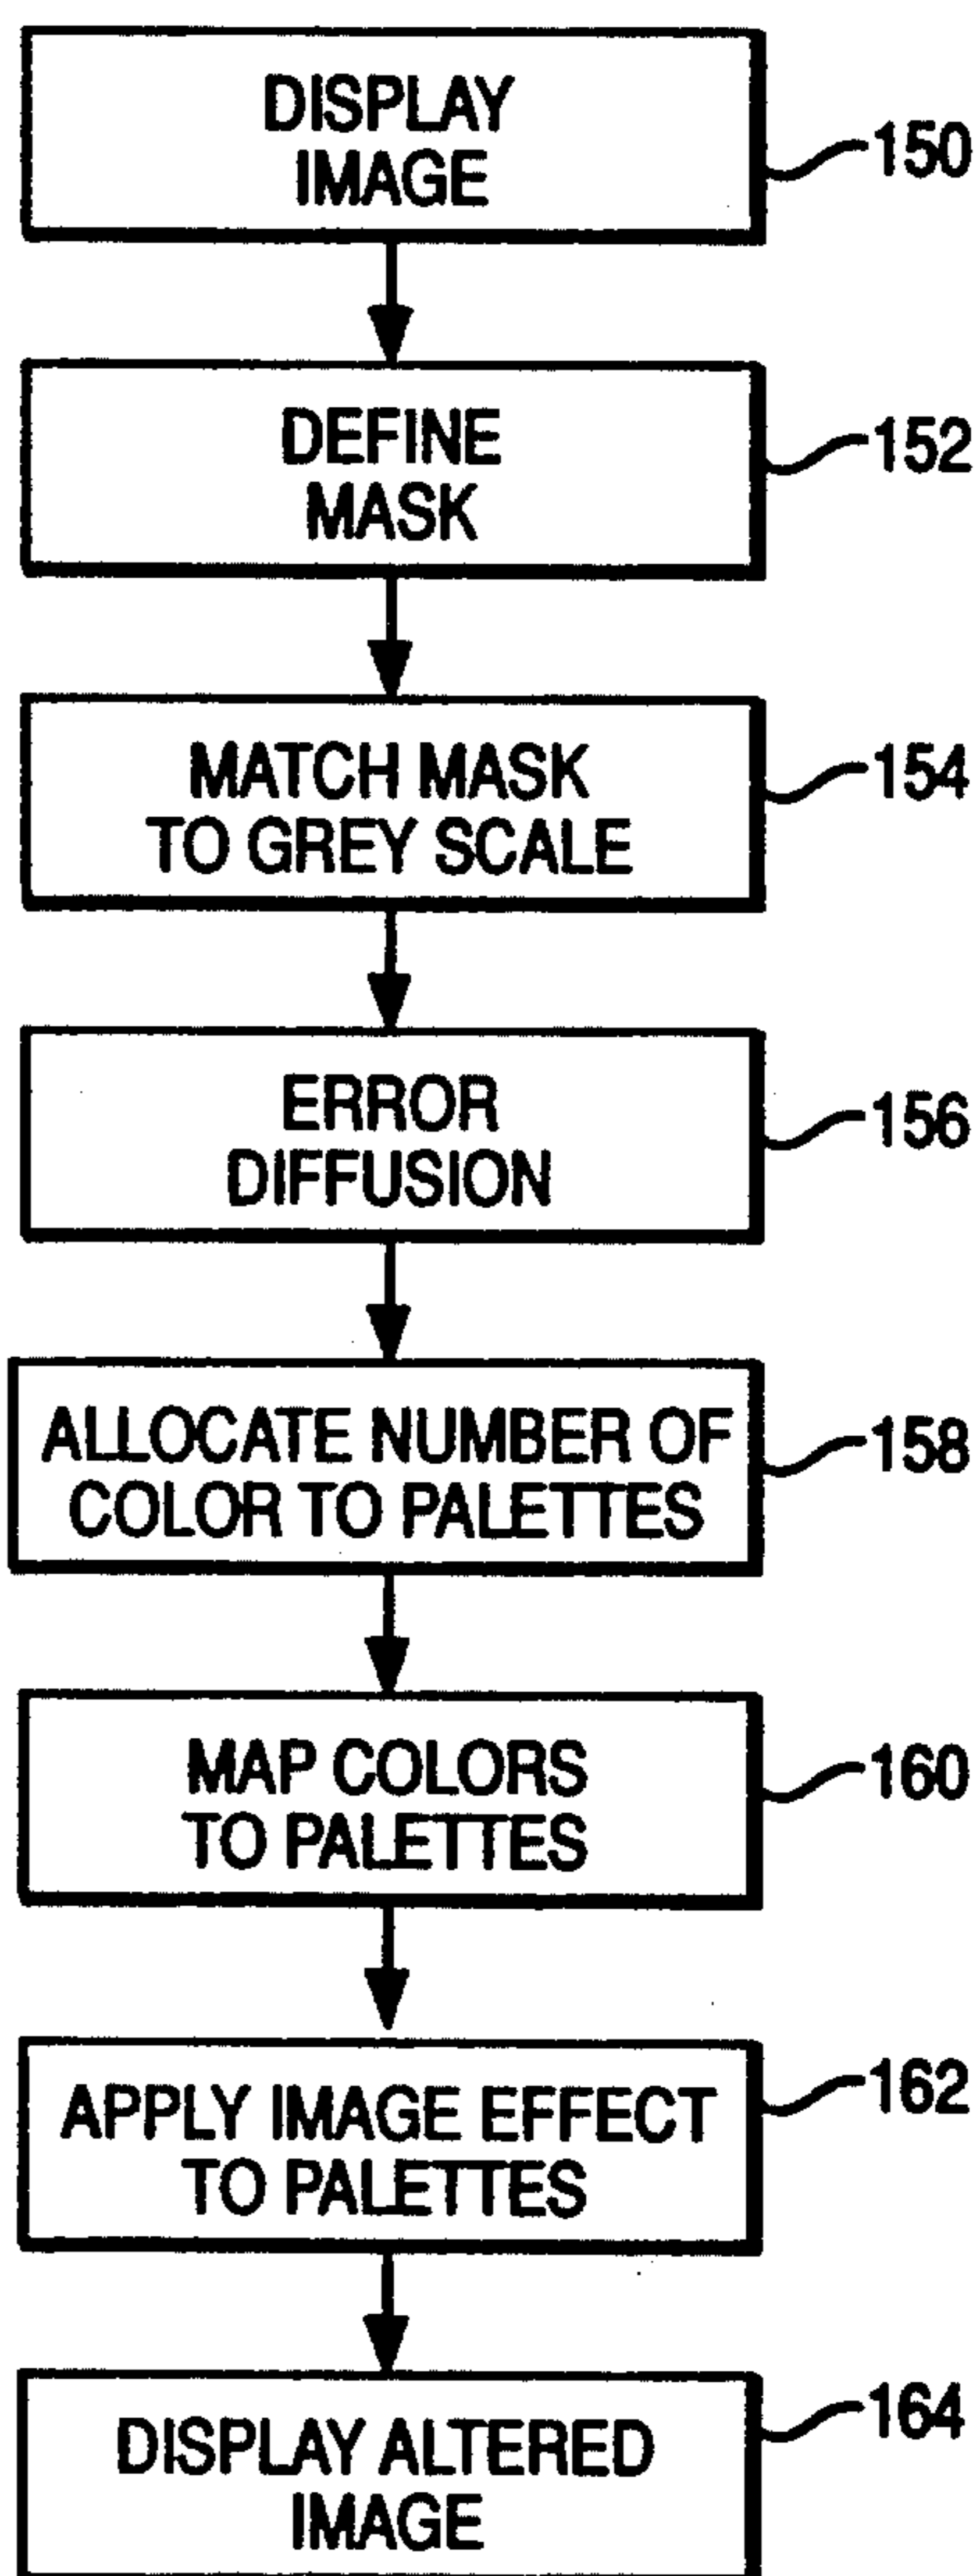 DISPLAY
IMAGE
150
DEFINE
MASK
152
MATCH MASK
TO GREY SCALE
154
ERROR
DIFFUSION
156
ALLOCATE NUMBER OF
COLOR TO PALETTES
158
MAP COLORS
TO PALETTES
160
APPLY IMAGE EFFECT
TO PALETTES
162
DISPLAY ALTERED
IMAGE
164